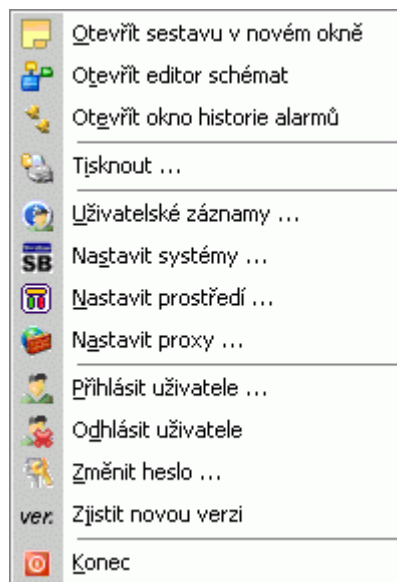 Otevřít sestavu v novém okně
Otevřít editor schémat
Otevřít okno historie alarmů
Tisknout ...
Uživatelské záznamy ...
SB Nastavit systémy ...
Nastavit prostředí ...
Nastavit proxy ...
Přihlásit uživatele ...
Odhlásit uživatele
Změnit heslo ...
ver. Zjistit novou verzi
Konec